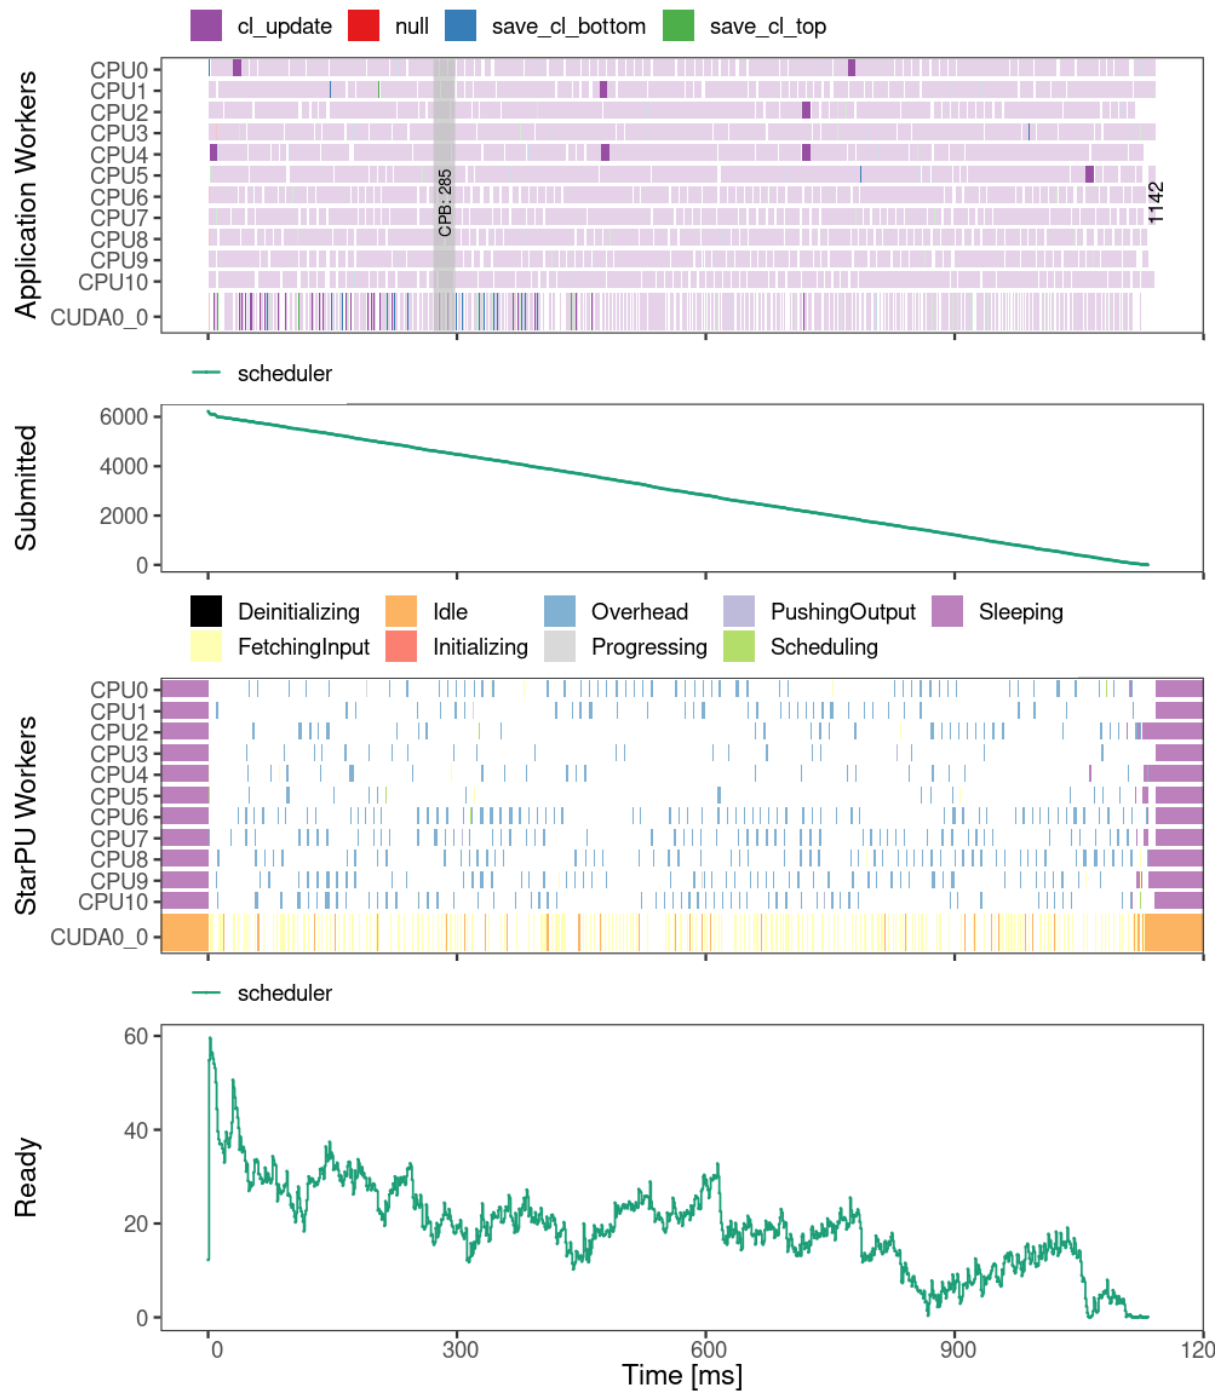 cl_update null save_cl_bottom save_cl_top
Application Workers
CPU0
CPU1
CPU2
CPU3
CPU4
CPU5
CPU6
CPU7
CPU8
CPU9
CPU10
CUDA0_0
CPB: 285
1142
scheduler
Submitted
6000
4000
2000
0
Deinitializing Idle Overhead PushingOutput Sleeping
FetchingInput Initializing Progressing Scheduling
StarPU Workers
CPU0
CPU1
CPU2
CPU3
CPU4
CPU5
CPU6
CPU7
CPU8
CPU9
CPU10
CUDA0_0
scheduler
Ready
60
40
20
0
0 300 600 900 120
Time [ms]